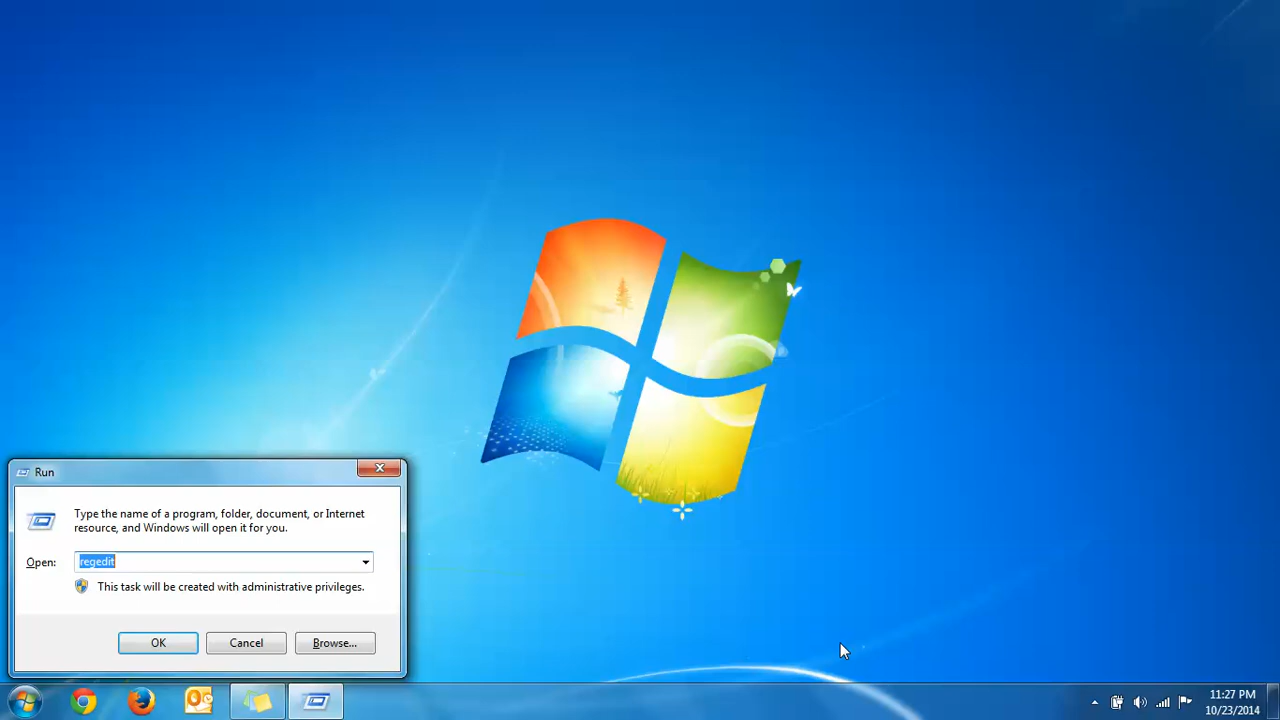 Run
Type the name of a program, folder, document, or Internet
resource, and Windows will open it for you.
Open:
regedit
This task will be created with administrative privileges.
OK
Cancel
Browse...
11:27 PM
10/23/2014